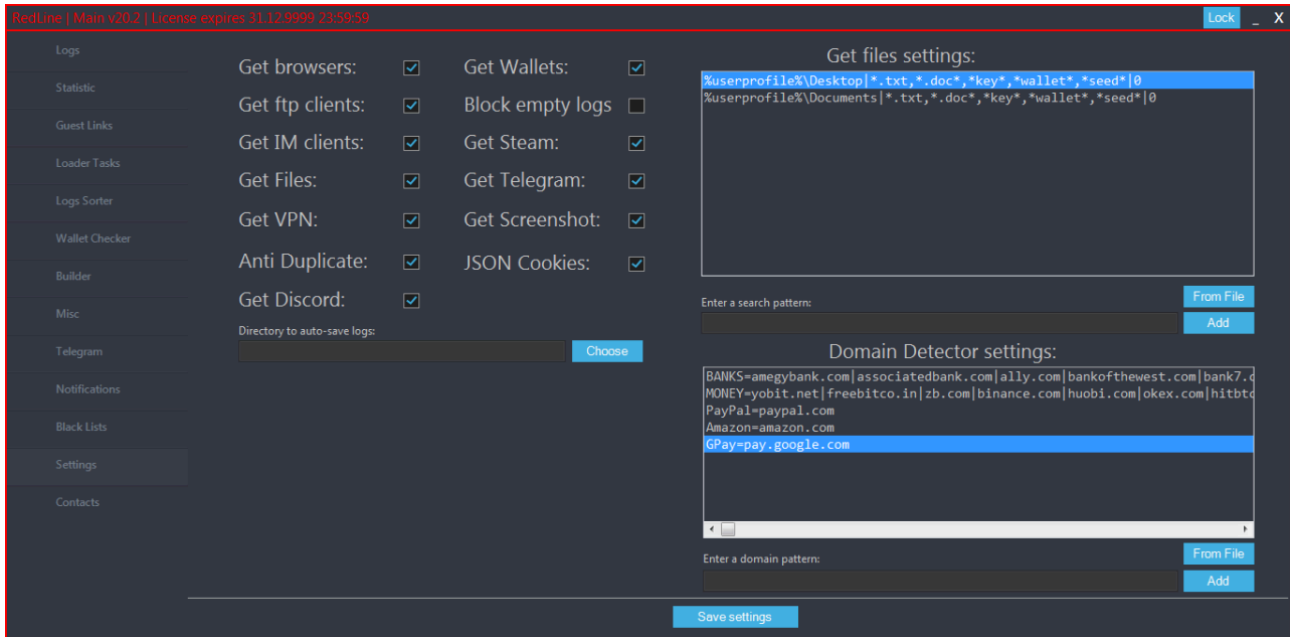 RedLine | Main v20.2 | License expires 31.12.9999 23:59:59
Lock _ X
Logs
Statistic
Guest Links
Loader Tasks
Logs Sorter
Wallet Checker
Builder
Misc
Telegram
Notifications
Black Lists
Settings
Contacts
Get browsers:
Get Wallets:
Get ftp clients:
Block empty logs
Get IM clients:
Get Steam:
Get Files:
Get Telegram:
Get VPN:
Get Screenshot:
Anti Duplicate:
JSON Cookies:
Get Discord:
Directory to auto-save logs:
Choose
Get files settings:
%userprofile%\Desktop|*.txt,*.doc*,*key*,*wallet*,*seed*|0
%userprofile%\Documents|*.txt,*.doc*,*key*,*wallet*,*seed*|0
Enter a search pattern:
From File
Add
Domain Detector settings:
BANKS=amegybank.com|associatedbank.com|ally.com|bankofthewest.com|bank7.c
MONEY=yobit.net|freebitco.in|zb.com|binance.com|huobi.com|okex.com|hitbtc
PayPal=paypal.com
Amazon=amazon.com
GPay=pay.google.com
Enter a domain pattern:
From File
Add
Save settings